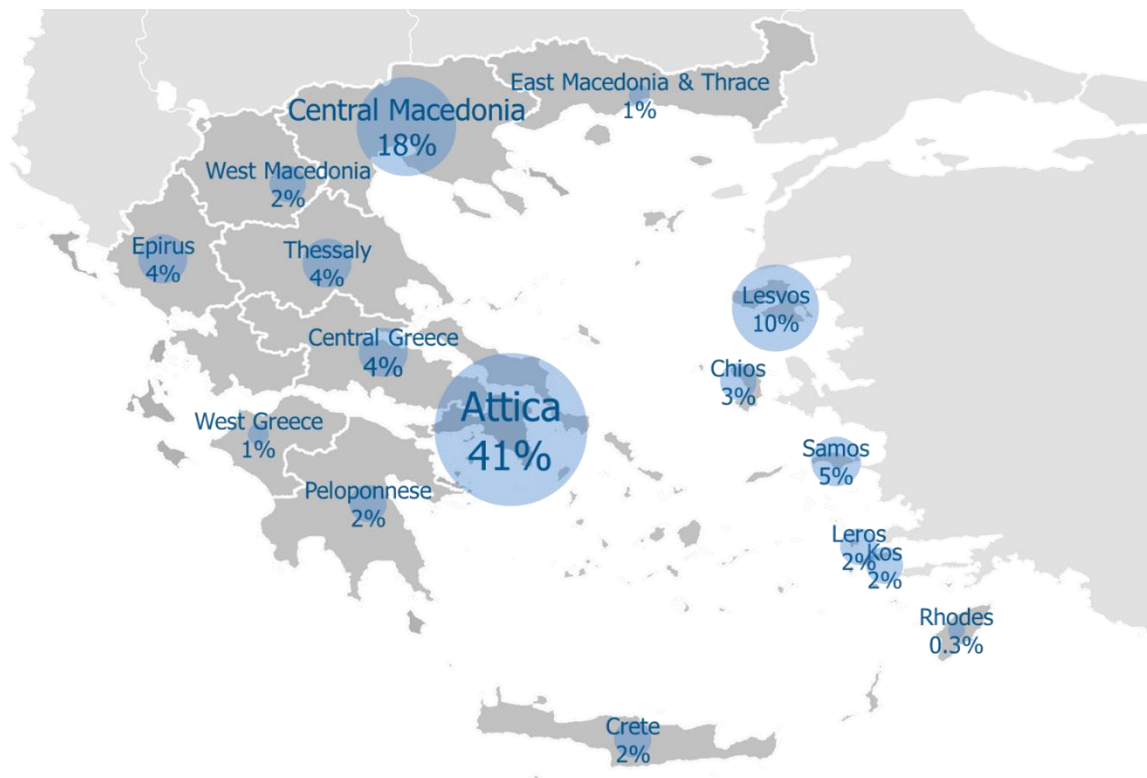 East Macedonia & Thrace
1%
Central Macedonia
18%
West Macedonia
2%
Epirus
4%
Thessaly
4%
Lesvos
10%
Central Greece
4%
Chios
3%
Attica
41%
West Greece
1%
Samos
5%
Peloponnese
2%
Leros
2%
Kos
2%
Rhodes
0.3%
Crete
2%